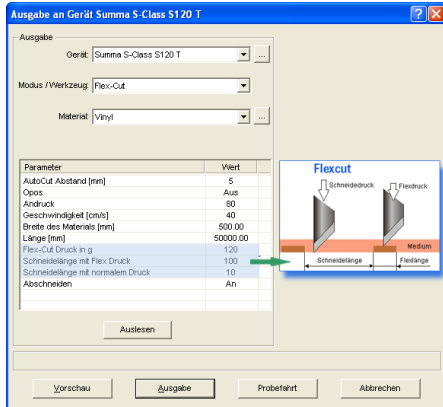 Ausgabe an Gerät Summa S-Class S120 T
Ausgabe
Gerät: Summa S-Class S120 T ...
Modus / Werkzeug: Flex-Cut
Material: Vinyl ...
Parameter Wert
AutoCut Abstand [mm] 5
Opos Aus
Andruck 80
Geschwindigkeit [cm/s] 40
Breite des Materials [mm] 500.00
Länge [mm] 50000.00
Flex-Cut Druck in g 120
Schneidelänge mit Flex Druck 100
Schneidelänge mit normalem Druck 10
Abschneiden An
Auslesen
Flexcut
Schneidedruck Flexdruck
Medium
Schneidelänge Flexlänge
Vorschau Ausgabe Probefahrt Abbrechen